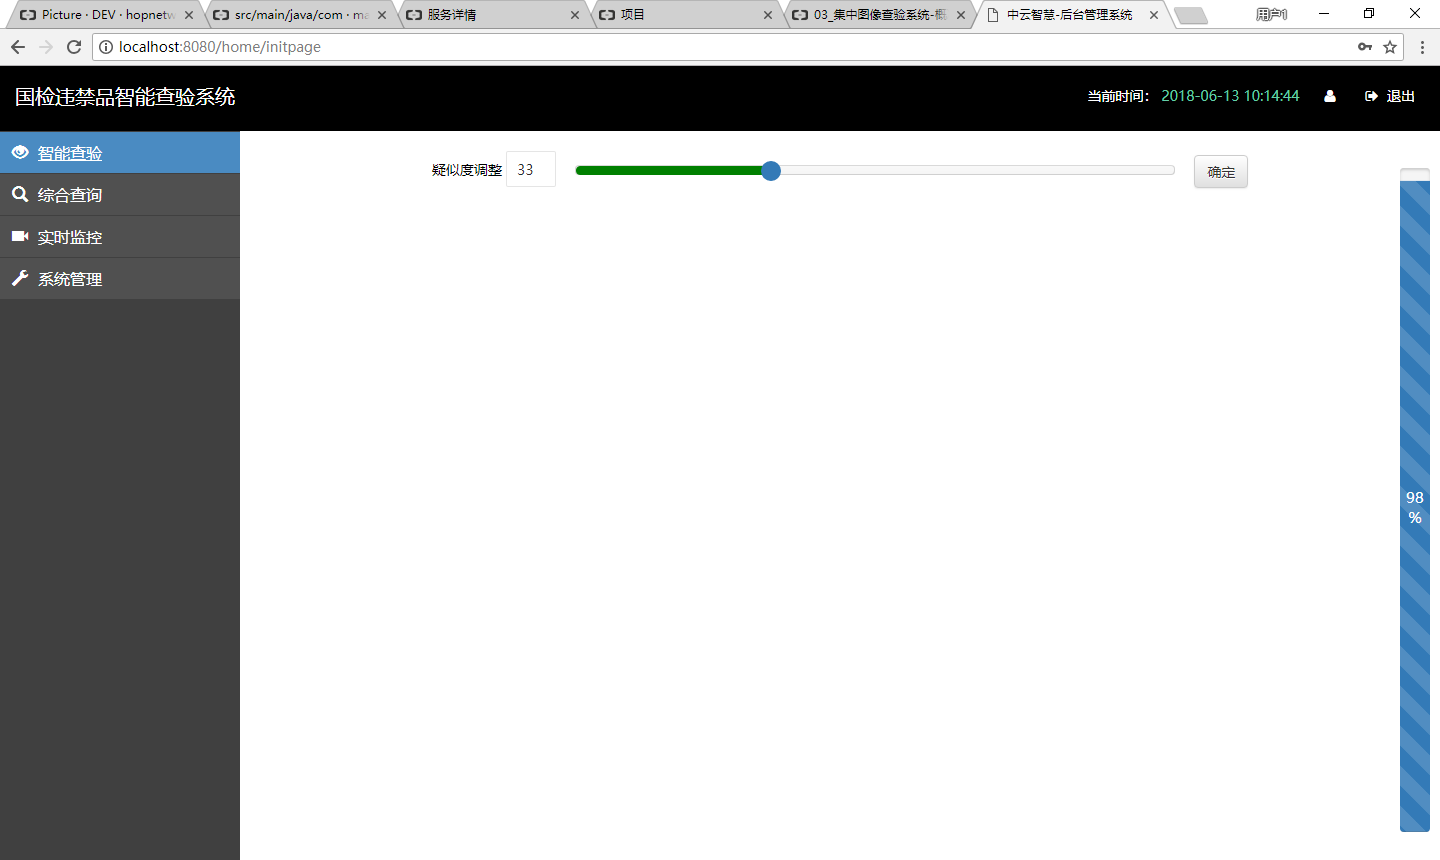 Picture · DEV · hopnetw
src/main/java/com · ma
服务详情
项目
03_集中图像查验系统-概
中云智慧-后台管理系统
用户1
localhost:8080/home/initpage
国检违禁品智能查验系统
当前时间： 2018-06-13 10:14:44
退出
智能查验
综合查询
实时监控
系统管理
疑似度调整 33
确定
98
%